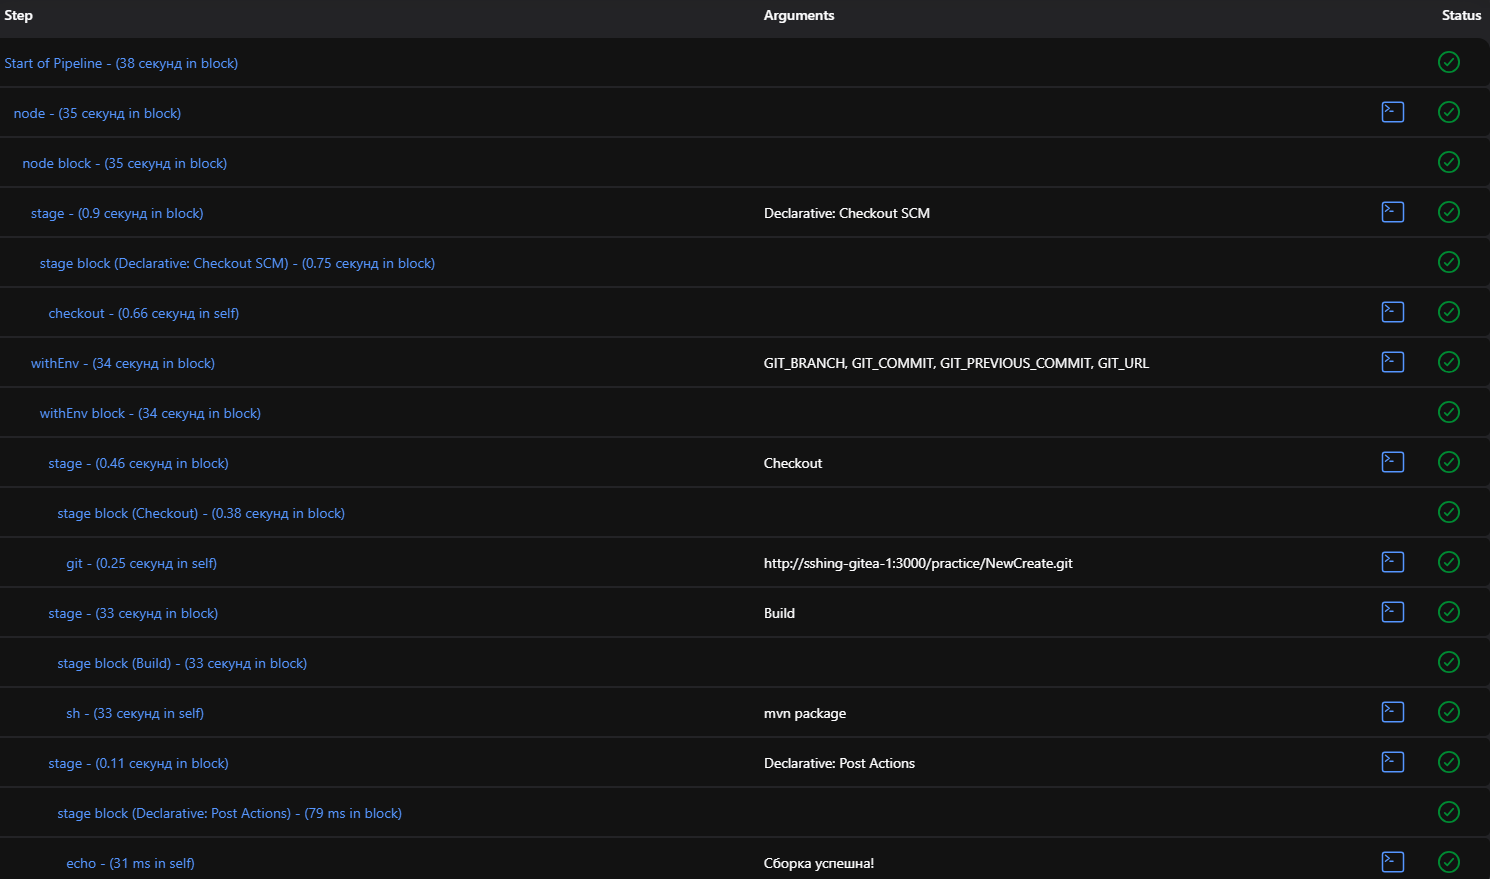 Step Arguments Status
Start of Pipeline - (38 секунд in block)
node - (35 секунд in block)
node block - (35 секунд in block)
stage - (0.9 секунд in block) Declarative: Checkout SCM
stage block (Declarative: Checkout SCM) - (0.75 секунд in block)
checkout - (0.66 секунд in self)
withEnv - (34 секунд in block) GIT_BRANCH, GIT_COMMIT, GIT_PREVIOUS_COMMIT, GIT_URL
withEnv block - (34 секунд in block)
stage - (0.46 секунд in block) Checkout
stage block (Checkout) - (0.38 секунд in block)
git - (0.25 секунд in self) http://sshing-gitea-1:3000/practice/NewCreate.git
stage - (33 секунд in block) Build
stage block (Build) - (33 секунд in block)
sh - (33 секунд in self) mvn package
stage - (0.11 секунд in block) Declarative: Post Actions
stage block (Declarative: Post Actions) - (79 ms in block)
echo - (31 ms in self) Сборка успешна!